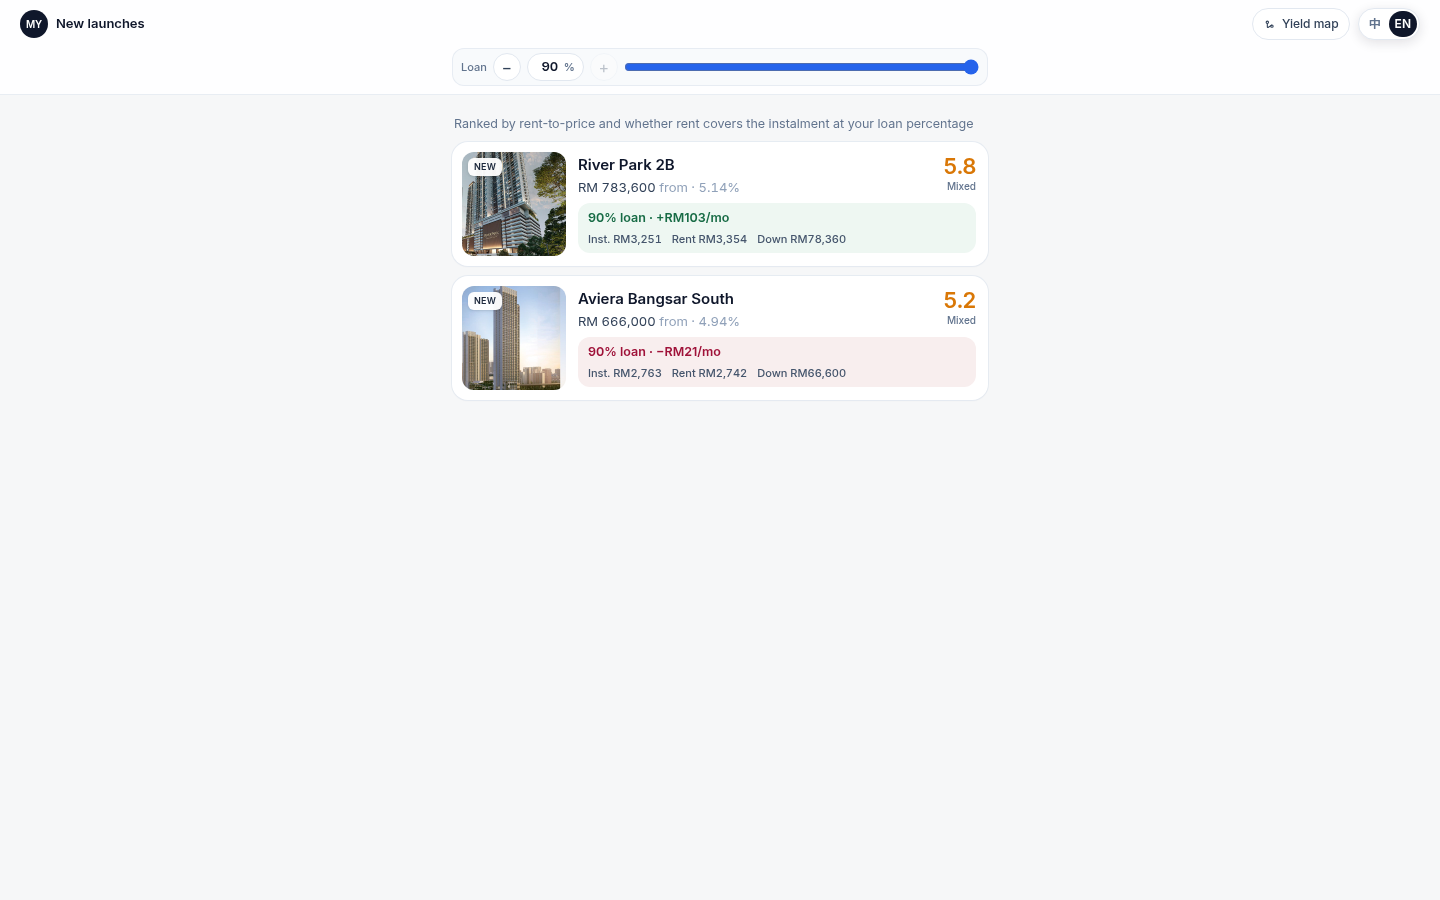 MY New launches
Yield map
中 EN
Loan − 90 % +
Ranked by rent-to-price and whether rent covers the instalment at your loan percentage
NEW
River Park 2B
5.8
RM 783,600 from · 5.14%
Mixed
90% loan · +RM103/mo
Inst. RM3,251 Rent RM3,354 Down RM78,360
NEW
Aviera Bangsar South
5.2
RM 666,000 from · 4.94%
Mixed
90% loan · −RM21/mo
Inst. RM2,763 Rent RM2,742 Down RM66,600